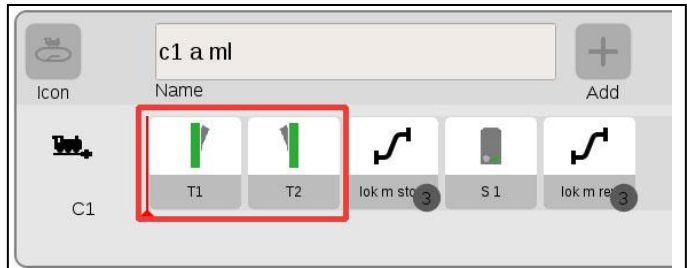 c1 a ml
Icon
Name
Add
T1
T2
lok m sto
3
S 1
lok m re
3
C1